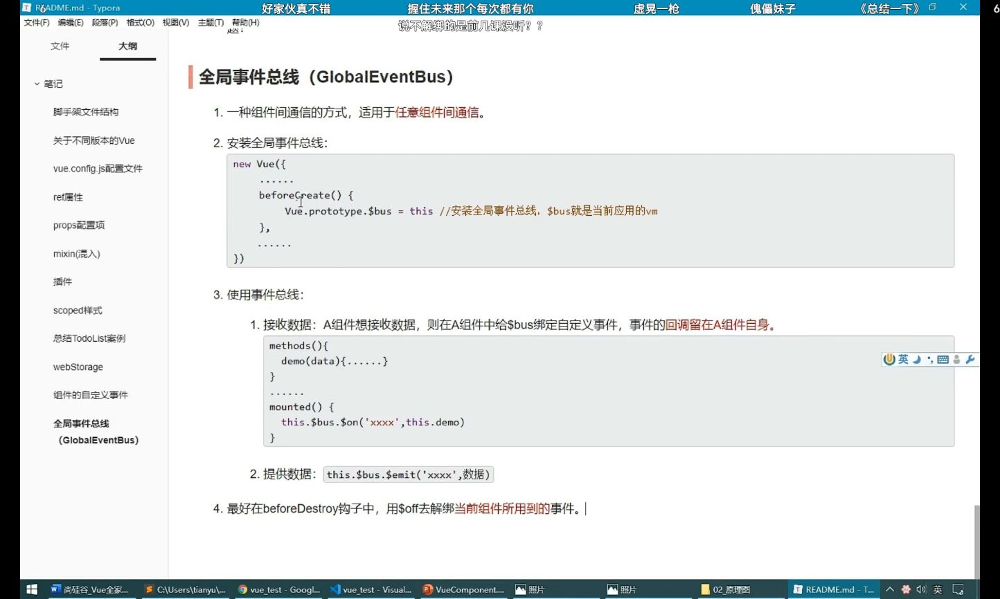 README.md - Typora
6
好家伙真不错
握住未来那个每次都有你
虚晃一枪
傀儡妹子
《总结一下》
6
文件(F) 编辑(E) 段落(P) 格式(O) 视图(V) 主题(T) 帮助(H)
说不解绑的是前几课没听？？
题！
文件
大纲
笔记
脚手架文件结构
关于不同版本的Vue
vue.config.js配置文件
ref属性
props配置项
mixin(混入)
插件
scoped样式
总结TodoList案例
webStorage
组件的自定义事件
全局事件总线
（GlobalEventBus）
全局事件总线（GlobalEventBus）
1. 一种组件间通信的方式，适用于任意组件间通信。
2. 安装全局事件总线：
new Vue({
......
beforeCreate() {
Vue.prototype.$bus = this //安装全局事件总线，$bus就是当前应用的vm
},
......
})
3. 使用事件总线：
1. 接收数据：A组件想接收数据，则在A组件中给$bus绑定自定义事件，事件的回调留在A组件自身。
methods(){
demo(data){......}
}
......
mounted() {
this.$bus.$on('xxxx',this.demo)
}
2. 提供数据：this.$bus.$emit('xxxx',数据)
4. 最好在beforeDestroy钩子中，用$off去解绑当前组件所用到的事件。
英
尚硅谷_Vue全家...
C:\Users\tianyu\...
vue_test - Googl...
vue_test - Visual...
VueComponent....
照片
照片
02_原理图
README.md - T...
英